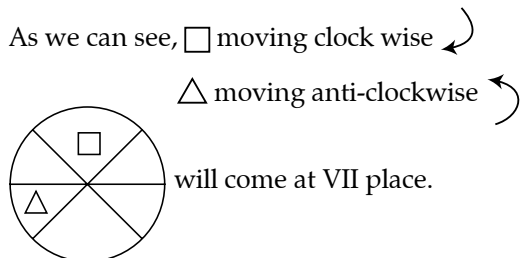 As we can see, □ moving clock wise
△ moving anti-clockwise
will come at VII place.